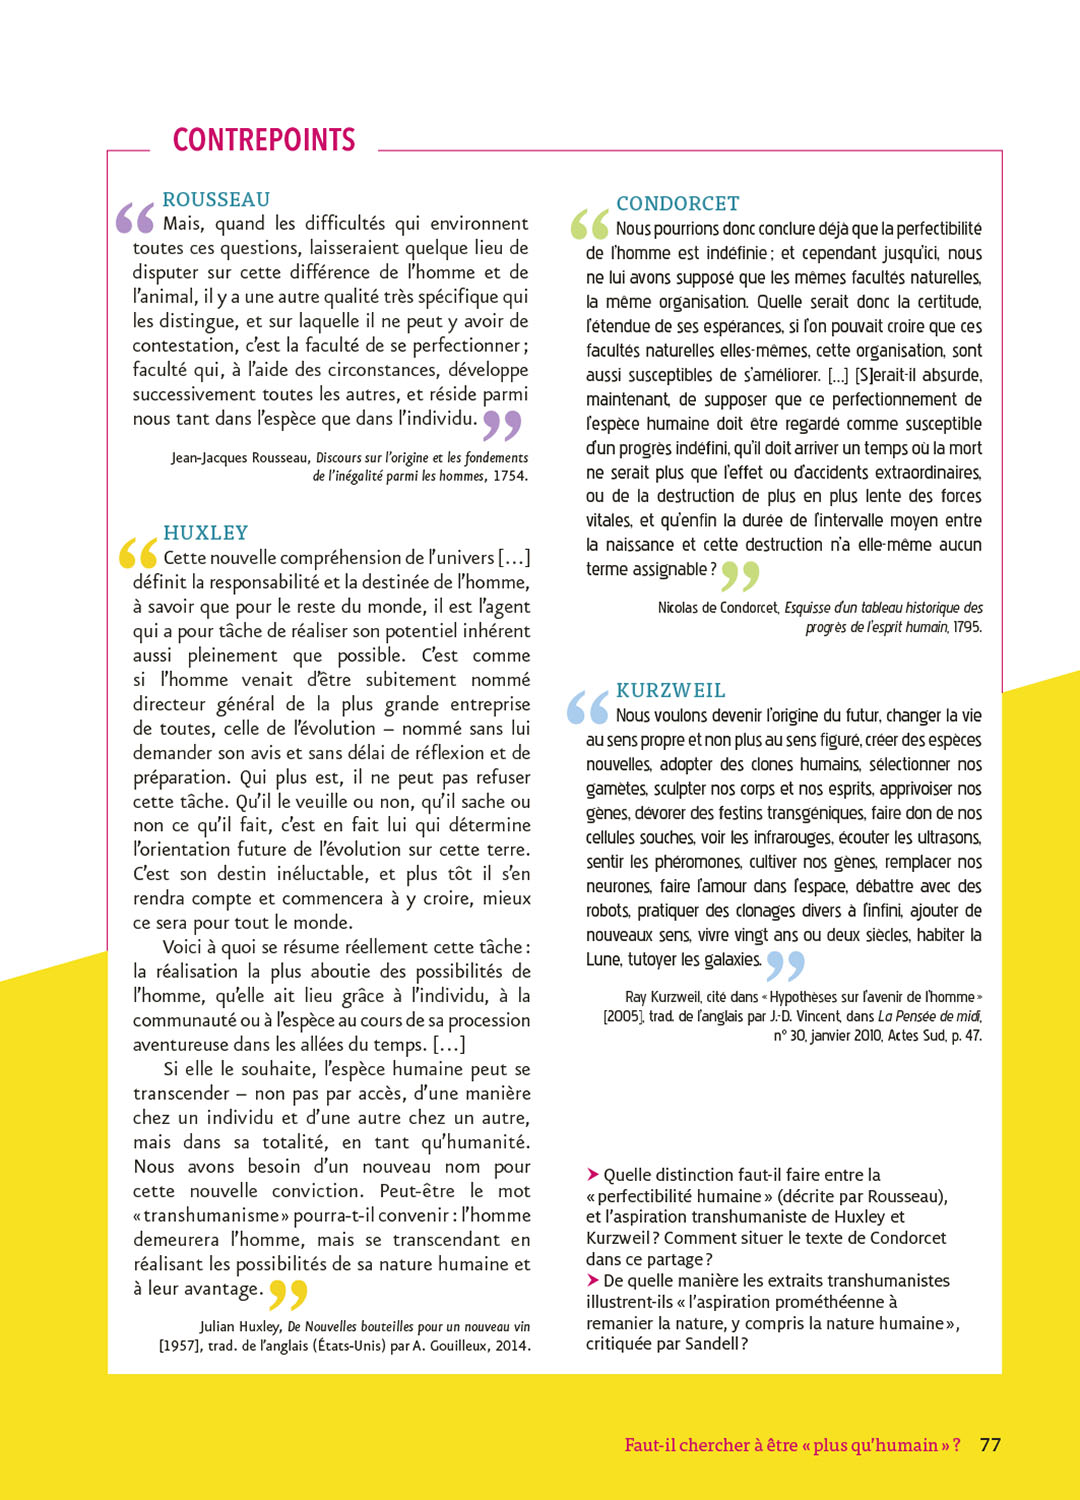 CONTREPOINTS
ROUSSEAU
“ Mais, quand les difficultés qui environnent
toutes ces questions, laisseraient quelque lieu de
disputer sur cette différence de l’homme et de
l’animal, il y a une autre qualité très spécifique qui
les distingue, et sur laquelle il ne peut y avoir de
contestation, c’est la faculté de se perfectionner ;
faculté qui, à l’aide des circonstances, développe
successivement toutes les autres, et réside parmi
nous tant dans l’espèce que dans l’individu. ”
Jean-Jacques Rousseau, Discours sur l’origine et les fondements
de l’inégalité parmi les hommes, 1754.
HUXLEY
“ Cette nouvelle compréhension de l’univers […]
définit la responsabilité et la destinée de l’homme,
à savoir que pour le reste du monde, il est l’agent
qui a pour tâche de réaliser son potentiel inhérent
aussi pleinement que possible. C’est comme
si l’homme venait d’être subitement nommé
directeur général de la plus grande entreprise
de toutes, celle de l’évolution – nommé sans lui
demander son avis et sans délai de réflexion et de
préparation. Qui plus est, il ne peut pas refuser
cette tâche. Qu’il le veuille ou non, qu’il sache ou
non ce qu’il fait, c’est en fait lui qui détermine
l’orientation future de l’évolution sur cette terre.
C’est son destin inéluctable, et plus tôt il s’en
rendra compte et commencera à y croire, mieux
ce sera pour tout le monde.
Voici à quoi se résume réellement cette tâche :
la réalisation la plus aboutie des possibilités de
l’homme, qu’elle ait lieu grâce à l’individu, à la
communauté ou à l’espèce au cours de sa procession
aventureuse dans les allées du temps. […]
Si elle le souhaite, l’espèce humaine peut se
transcender – non pas par accès, d’une manière
chez un individu et d’une autre chez un autre,
mais dans sa totalité, en tant qu’humanité.
Nous avons besoin d’un nouveau nom pour
cette nouvelle conviction. Peut-être le mot
« transhumanisme » pourra-t-il convenir : l’homme
demeurera l’homme, mais se transcendant en
réalisant les possibilités de sa nature humaine et
à leur avantage. ”
Julian Huxley, De Nouvelles bouteilles pour un nouveau vin
[1957], trad. de l’anglais (États-Unis) par A. Gouilleux, 2014.
CONDORCET
“ Nous pourrions donc conclure déjà que la perfectibilité
de l’homme est indéfinie ; et cependant jusqu’ici, nous
ne lui avons supposé que les mêmes facultés naturelles,
la même organisation. Quelle serait donc la certitude,
l’étendue de ses espérances, si l’on pouvait croire que ces
facultés naturelles elles-mêmes, cette organisation, sont
aussi susceptibles de s’améliorer. […] [S]erait-il absurde,
maintenant, de supposer que ce perfectionnement de
l’espèce humaine doit être regardé comme susceptible
d’un progrès indéfini, qu’il doit arriver un temps où la mort
ne serait plus que l’effet ou d’accidents extraordinaires,
ou de la destruction de plus en plus lente des forces
vitales, et qu’enfin la durée de l’intervalle moyen entre
la naissance et cette destruction n’a elle-même aucun
terme assignable ? ”
Nicolas de Condorcet, Esquisse d’un tableau historique des
progrès de l’esprit humain, 1795.
KURZWEIL
“ Nous voulons devenir l’origine du futur, changer la vie
au sens propre et non plus au sens figuré, créer des espèces
nouvelles, adopter des clones humains, sélectionner nos
gamètes, sculpter nos corps et nos esprits, apprivoiser nos
gènes, dévorer des festins transgéniques, faire don de nos
cellules souches, voir les infrarouges, écouter les ultrasons,
sentir les phéromones, cultiver nos gènes, remplacer nos
neurones, faire l’amour dans l’espace, débattre avec des
robots, pratiquer des clonages divers à l’infini, ajouter de
nouveaux sens, vivre vingt ans ou deux siècles, habiter la
Lune, tutoyer les galaxies. ”
Ray Kurzweil, cité dans « Hypothèses sur l’avenir de l’homme »
[2005], trad. de l’anglais par J.-D. Vincent, dans La Pensée de midi,
n° 30, janvier 2010, Actes Sud, p. 47.
➤ Quelle distinction faut-il faire entre la
« perfectibilité humaine » (décrite par Rousseau),
et l’aspiration transhumaniste de Huxley et
Kurzweil ? Comment situer le texte de Condorcet
dans ce partage ?
➤ De quelle manière les extraits transhumanistes
illustrent-ils « l’aspiration prométhéenne à
remanier la nature, y compris la nature humaine »,
critiquée par Sandell ?
Faut-il chercher à être « plus qu’humain » ? 77